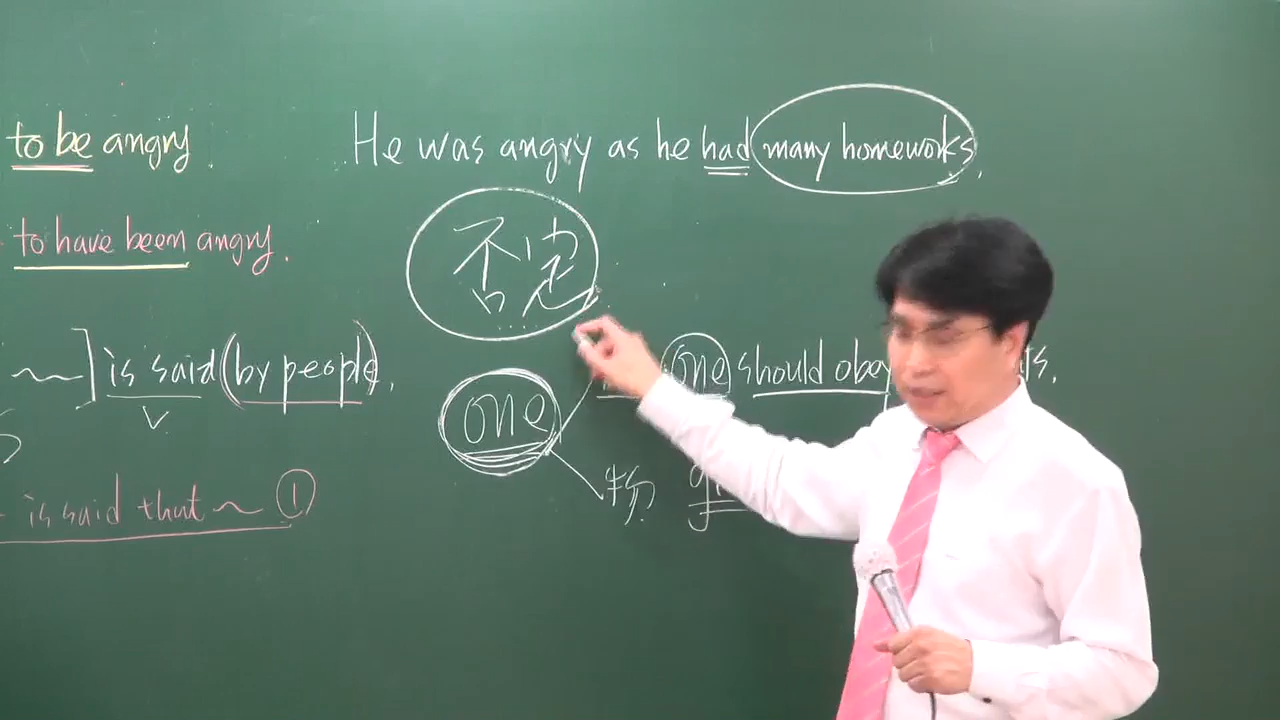 to be angry
He was angry as he had many homeworks.
to have been angry.
否定
~] is said (by people).
V
one
one should obey
物
is said that ~ ①